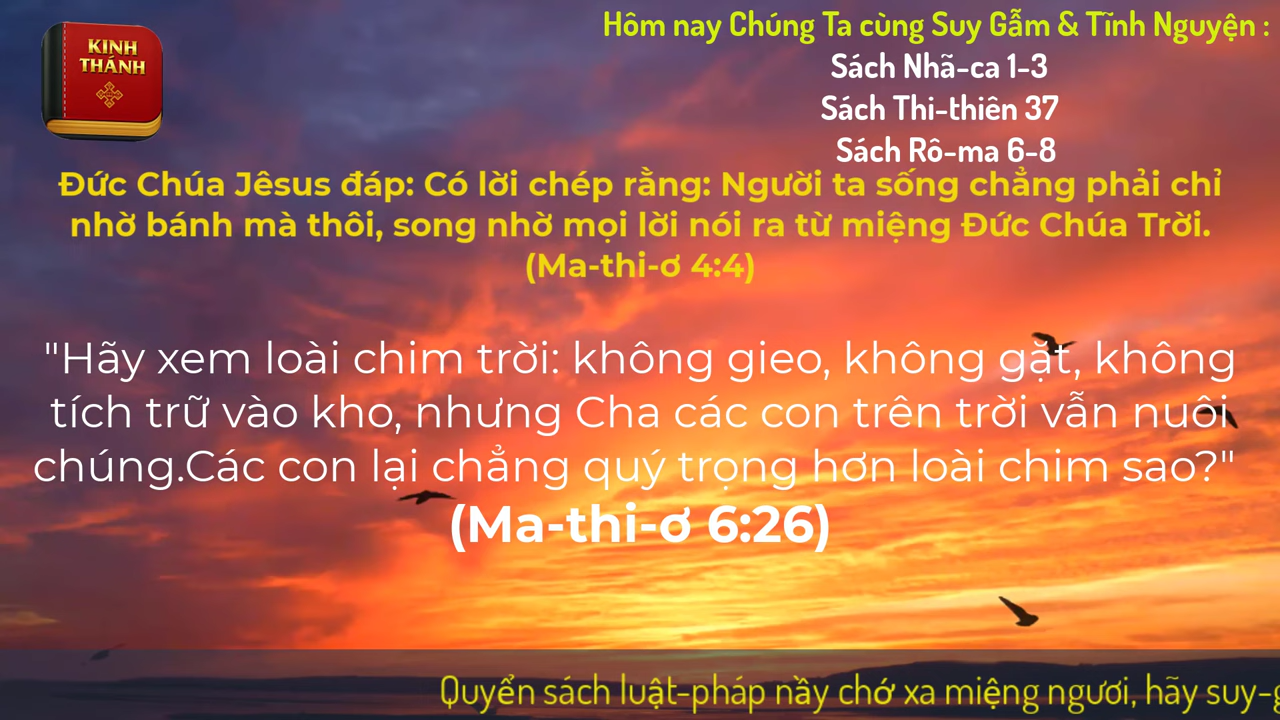 KINH
THÁNH
Hôm nay Chúng Ta cùng Suy Gẫm & Tĩnh Nguyện :
Sách Nhã-ca 1-3
Sách Thi-thiên 37
Sách Rô-ma 6-8
Đức Chúa Jêsus đáp: Có lời chép rằng: Người ta sống chẳng phải chỉ
nhờ bánh mà thôi, song nhờ mọi lời nói ra từ miệng Đức Chúa Trời.
(Ma-thi-ơ 4:4)
"Hãy xem loài chim trời: không gieo, không gặt, không
tích trữ vào kho, nhưng Cha các con trên trời vẫn nuôi
chúng.Các con lại chẳng quý trọng hơn loài chim sao?"
(Ma-thi-ơ 6:26)
Quyển sách luật-pháp nầy chớ xa miệng ngươi, hãy suy-